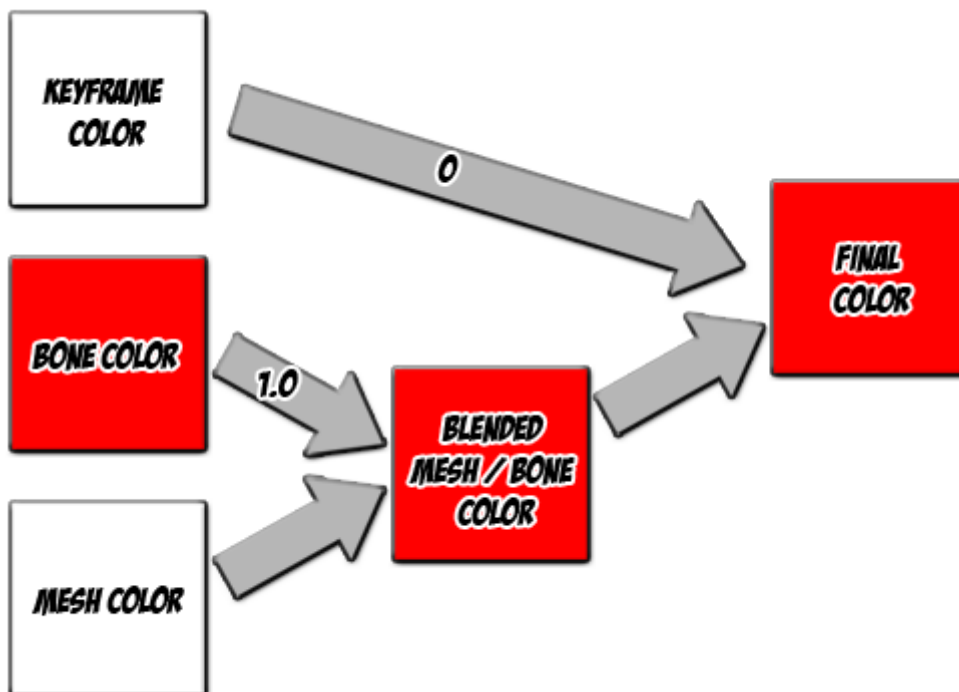 KEYFRAME
COLOR
0
FINAL
COLOR
BONE COLOR
1.0
BLENDED
MESH / BONE
COLOR
MESH COLOR